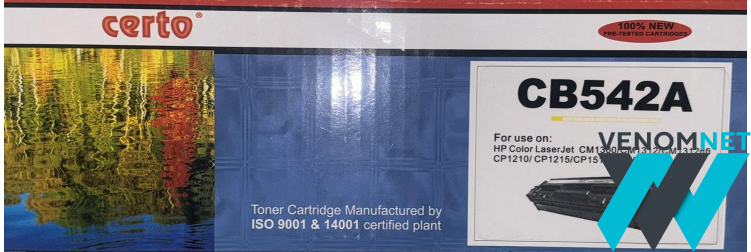 certo®
100% NEW
PRE-TESTED CARTRIDGES
CB542A
For use on:
HP Color LaserJet
CP1210/ CP1215/
VENOMNET
Toner Cartridge Manufactured by
ISO 9001 & 14001 certified plant